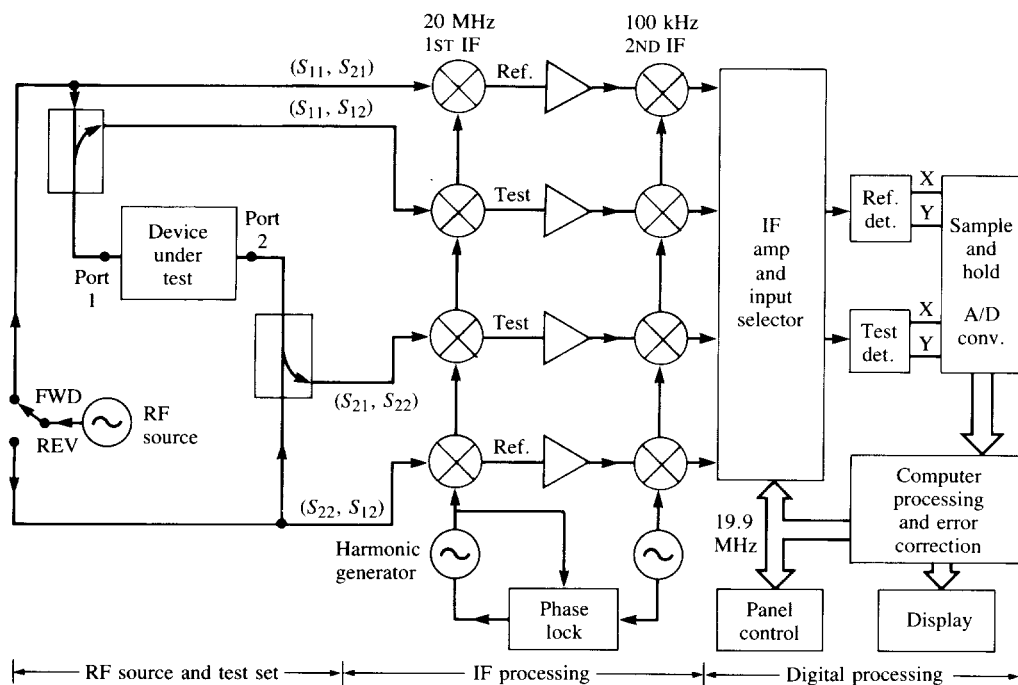 20 MHz
1ST IF
100 kHz
2ND IF
(S11, S21)
Ref.
(S11, S12)
Test
X
Y
Ref.
det.
Sample
and
hold
A/D
conv.
Device
under
test
Port
2
Port
1
IF
amp
and
input
selector
Test
X
Y
Test
det.
(S21, S22)
FWD
REV
RF
source
Ref.
(S22, S12)
Computer
processing
and error
correction
19.9
MHz
Harmonic
generator
Phase
lock
Panel
control
Display
RF source and test set
IF processing
Digital processing